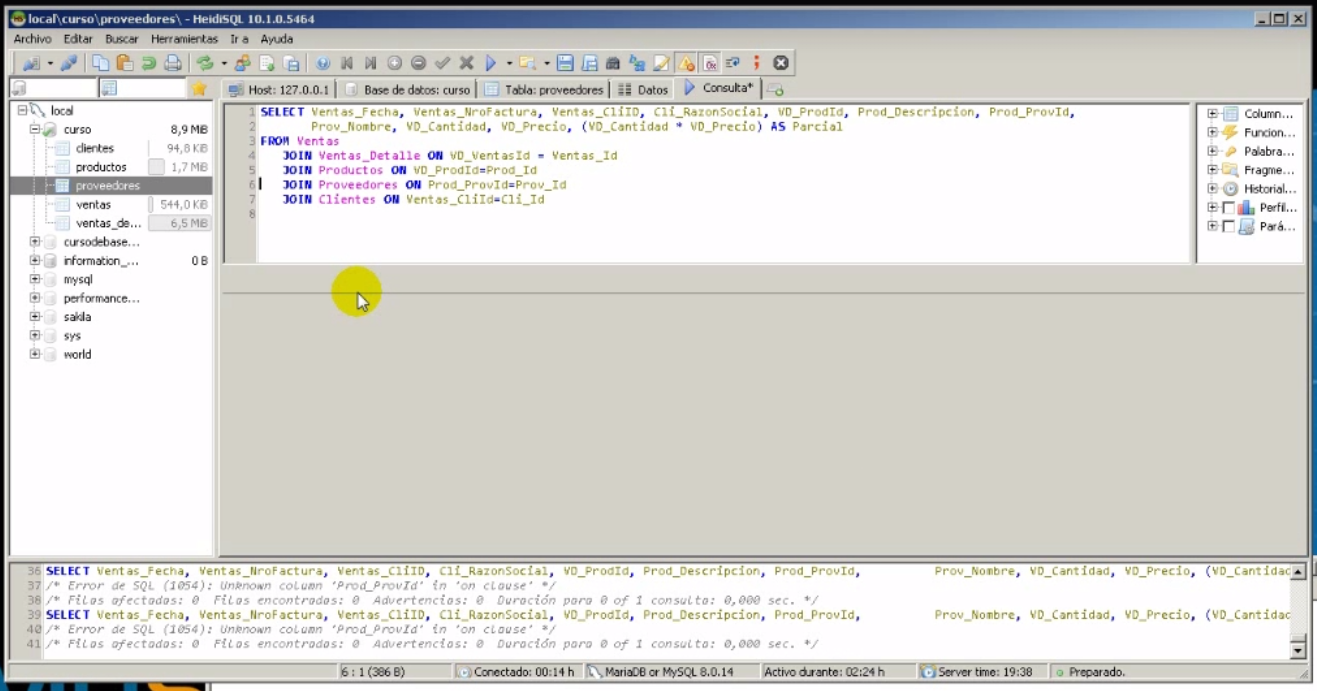 local\curso\proveedores\ - HeidiSQL 10.1.0.5464
Archivo Editar Buscar Herramientas Ir a Ayuda
Host: 127.0.0.1 Base de datos: curso Tabla: proveedores Datos Consulta*
local
curso 8,9 MB
clientes 94,8 KB
productos 1,7 MB
proveedores
ventas 544,0 KB
ventas_de... 6,5 MB
cursodebase...
information_... 0 B
mysql
performance...
sakila
sys
world
1 SELECT Ventas_Fecha, Ventas_NroFactura, Ventas_CliID, Cli_RazonSocial, VD_ProdId, Prod_Descripcion, Prod_ProvId,
2 Prov_Nombre, VD_Cantidad, VD_Precio, (VD_Cantidad * VD_Precio) AS Parcial
3 FROM Ventas
4 JOIN Ventas_Detalle ON VD_VentasId = Ventas_Id
5 JOIN Productos ON VD_ProdId=Prod_Id
6 JOIN Proveedores ON Prod_ProvId=Prov_Id
7 JOIN Clientes ON Ventas_CliId=Cli_Id
8
Column...
Funcion...
Palabra...
Fragme...
Historial...
Perfil...
Pará...
36 SELECT Ventas_Fecha, Ventas_NroFactura, Ventas_CliID, Cli_RazonSocial, VD_ProdId, Prod_Descripcion, Prod_ProvId, Prov_Nombre, VD_Cantidad, VD_Precio, (VD_Cantidad
37 /* Error de SQL (1054): Unknown column 'Prod_ProvId' in 'on clause' */
38 /* Filas afectadas: 0 Filas encontradas: 0 Advertencias: 0 Duración para 0 of 1 consulta: 0,000 sec. */
39 SELECT Ventas_Fecha, Ventas_NroFactura, Ventas_CliID, Cli_RazonSocial, VD_ProdId, Prod_Descripcion, Prod_ProvId, Prov_Nombre, VD_Cantidad, VD_Precio, (VD_Cantidad
40 /* Error de SQL (1054): Unknown column 'Prod_ProvId' in 'on clause' */
41 /* Filas afectadas: 0 Filas encontradas: 0 Advertencias: 0 Duración para 0 of 1 consulta: 0,000 sec. */
6 : 1 (386 B) Conectado: 00:14 h MariaDB or MySQL 8.0.14 Activo durante: 02:24 h Server time: 19:38 Preparado.